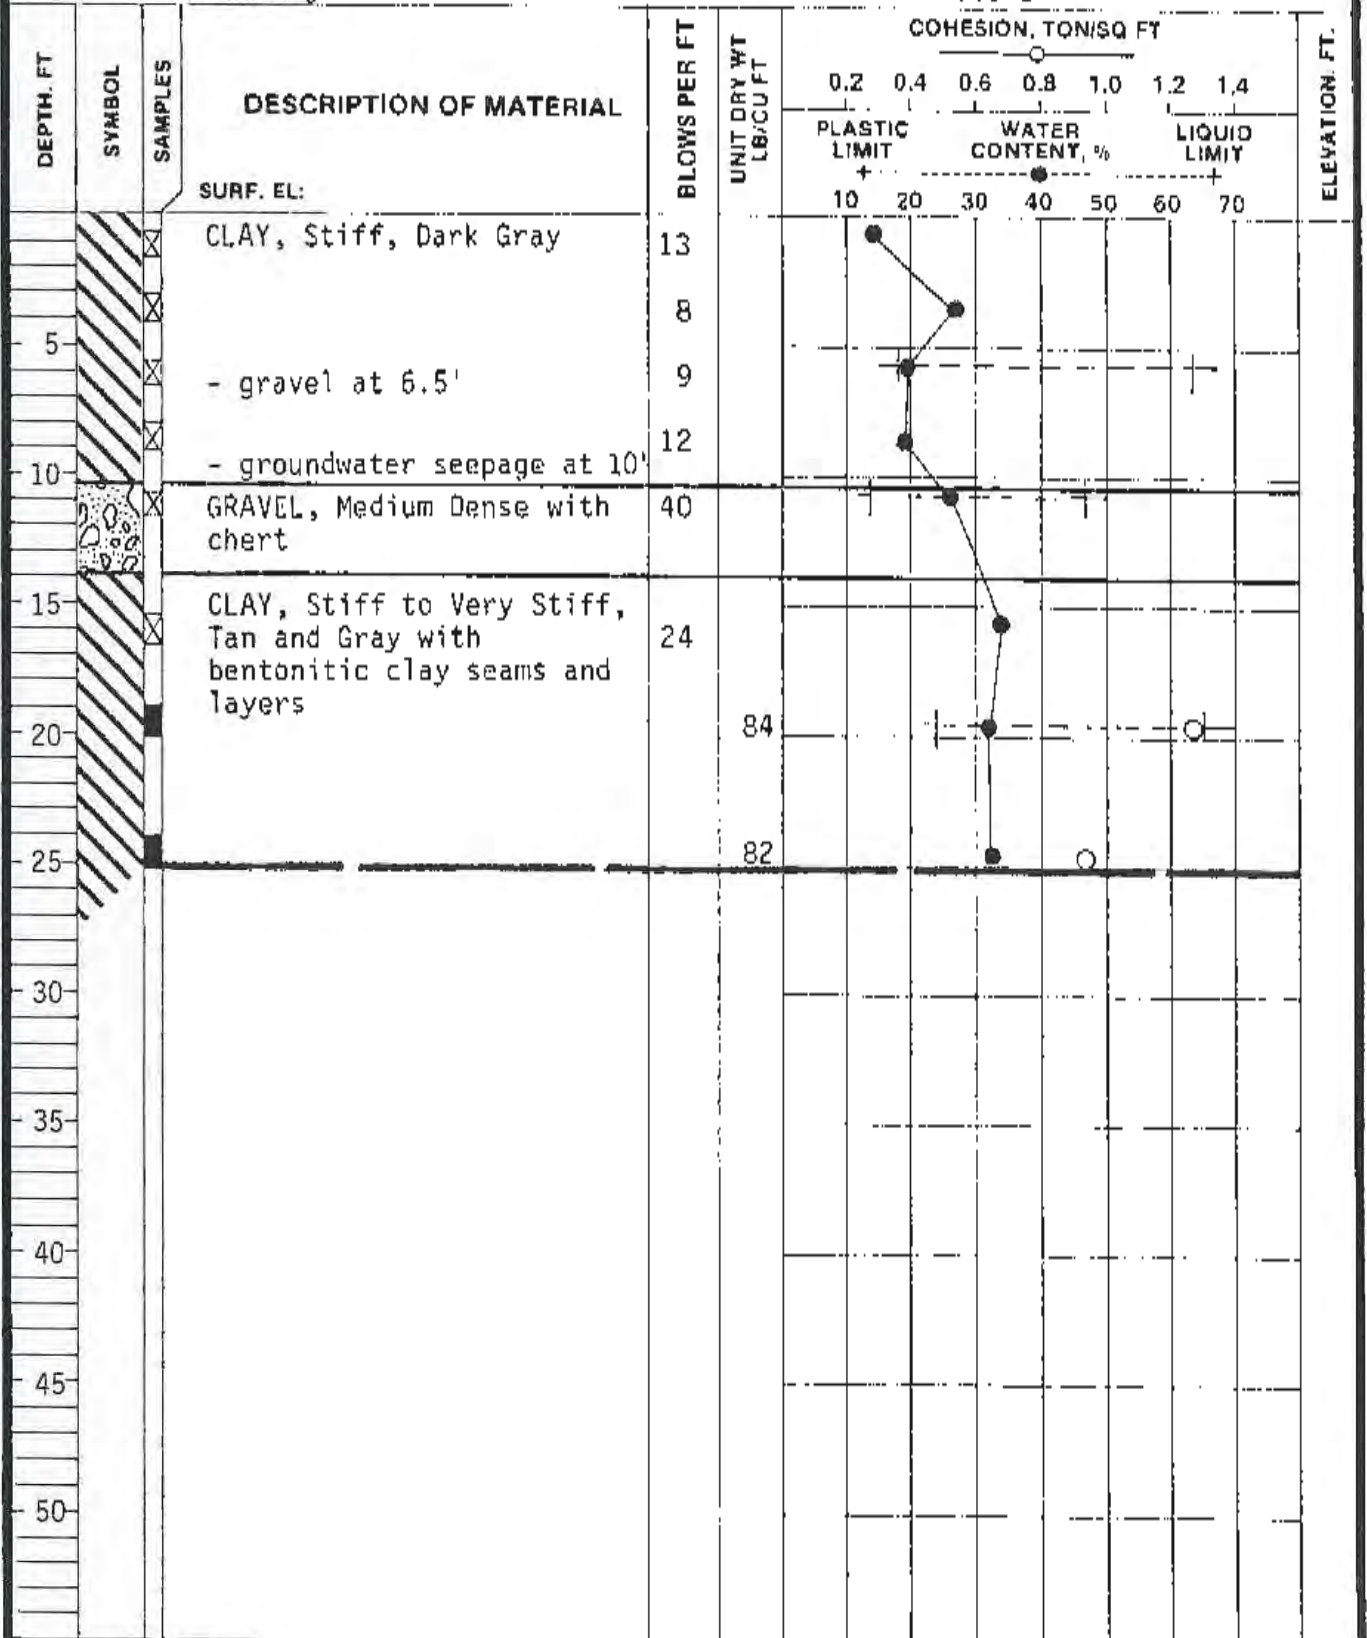 DEPTH. FT
SYMBOL
SAMPLES
DESCRIPTION OF MATERIAL
SURF. EL:
BLOWS PER FT
UNIT DRY WT
LB/CU FT
COHESION, TON/SQ FT
0.2 0.4 0.6 0.8 1.0 1.2 1,4
PLASTIC
LIMIT
WATER
CONTENT, %
LIQUID
LIMIT
10 20 30 40 50 60 70
ELEVATION. FT.
CLAY, Stiff, Dark Gray 13
8
5
- gravel at 6.5' 9
12
10 - groundwater seepage at 10'
GRAVEL, Medium Dense with 40
chert
15 CLAY, Stiff to Very Stiff,
Tan and Gray with 24
bentonitic clay seams and
layers
20 84
25 82
30
35
40
45
50